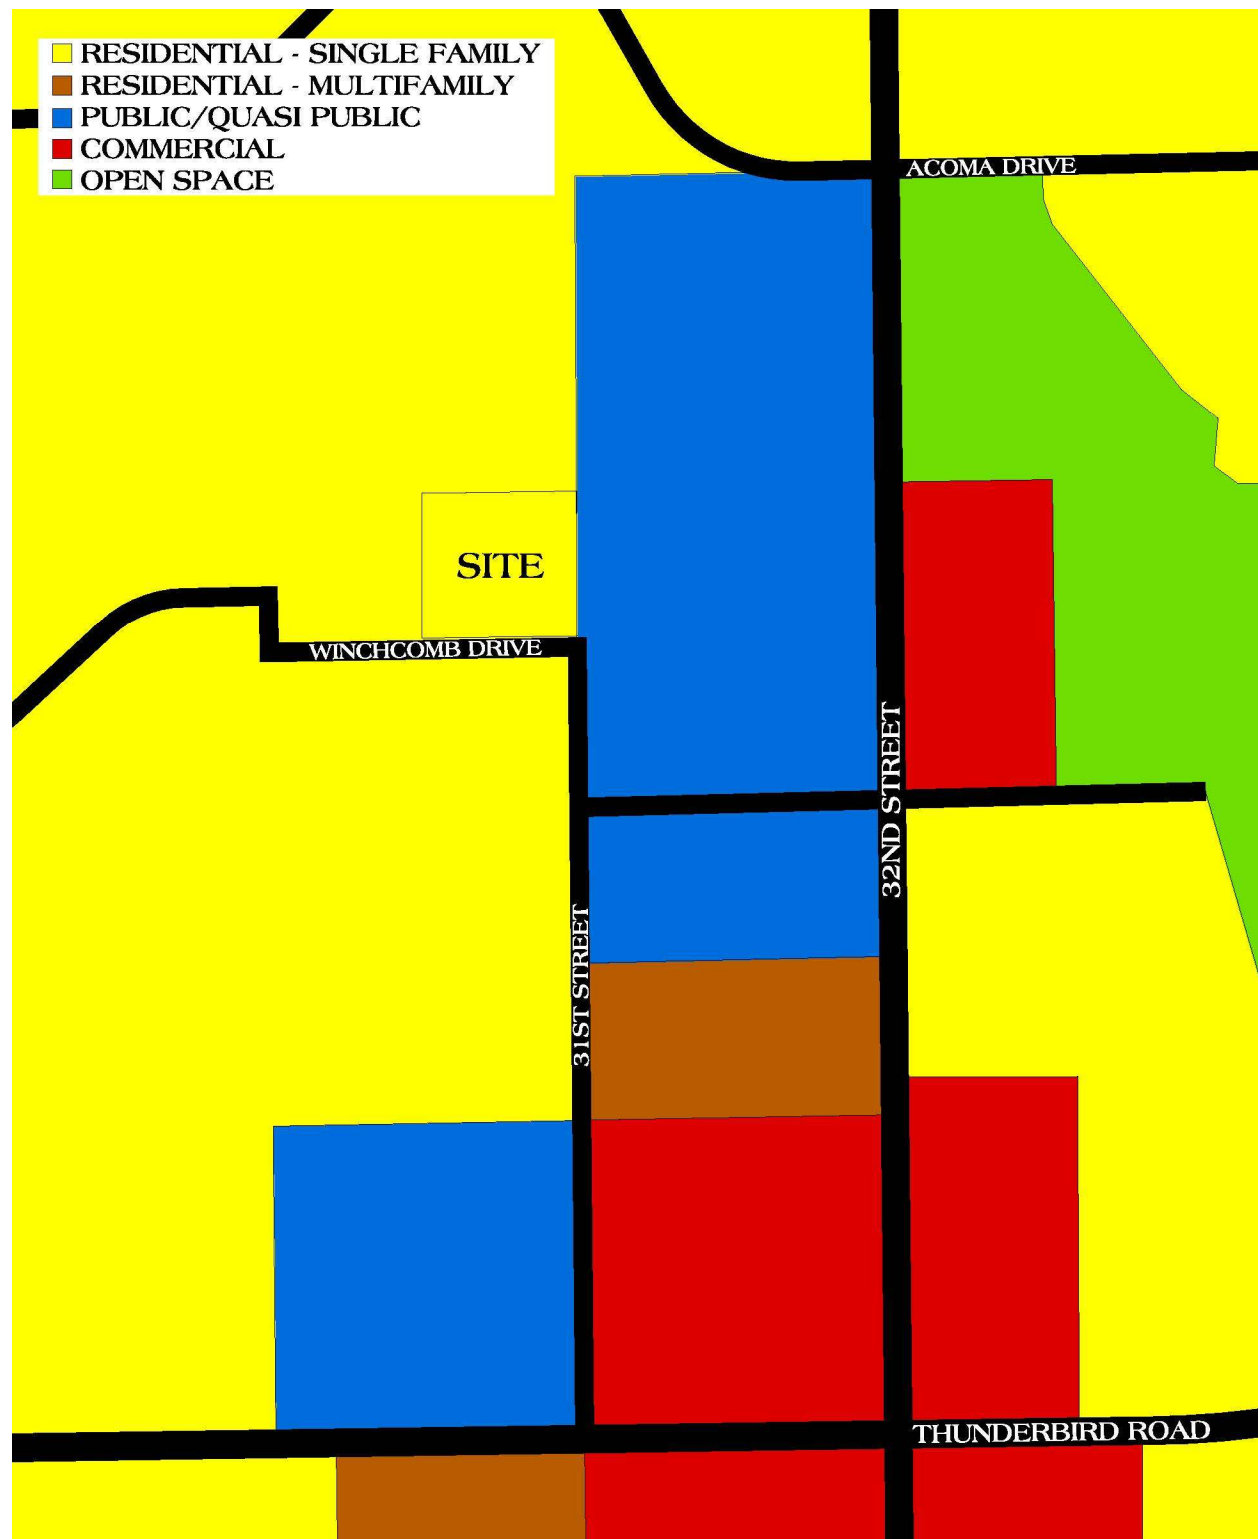 RESIDENTIAL - SINGLE FAMILY
RESIDENTIAL - MULTIFAMILY
PUBLIC/QUASI PUBLIC
COMMERCIAL
OPEN SPACE
ACOMA DRIVE
SITE
WINCHCOMB DRIVE
32ND STREET
31ST STREET
THUNDERBIRD ROAD